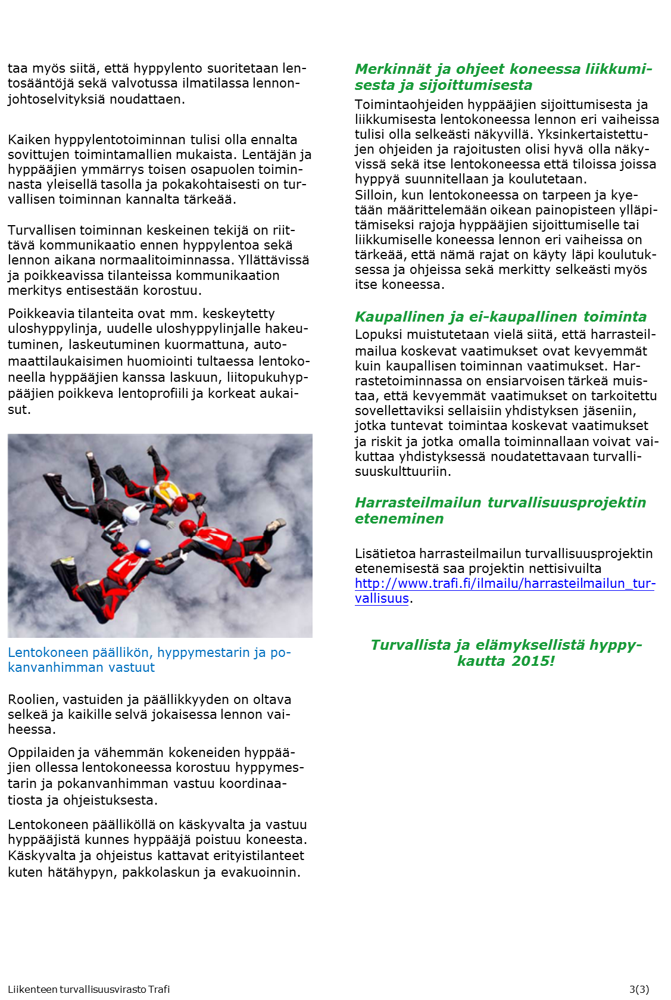 taa myös siitä, että hyppylento suoritetaan len-
tosääntöjä sekä valvotussa ilmatilassa lennon-
johtoselvityksiä noudattaen.
Kaiken hyppylentotoiminnan tulisi olla ennalta
sovittujen toimintamallien mukaista. Lentäjän ja
hyppääjien ymmärrys toisen osapuolen toimin-
nasta yleisellä tasolla ja pokakohtaisesti on tur-
vallisen toiminnan kannalta tärkeää.
Turvallisen toiminnan keskeinen tekijä on riit-
tävä kommunikaatio ennen hyppylentoa sekä
lennon aikana normaalitoiminnassa. Yllättävissä
ja poikkeavissa tilanteissa kommunikaation
merkitys entisestään korostuu.
Poikkeavia tilanteita ovat mm. keskeytetty
uloshyppylinja, uudelle uloshyppylinjalle hakeu-
tuminen, laskeutuminen kuormattuna, auto-
maattilaukaisimen huomiointi tultaessa lentoko-
neella hyppääjien kanssa laskuun, liitopukuhyp-
pääjien poikkeva lentoprofiili ja korkeat aukai-
sut.
Lentokoneen päällikön, hyppymestarin ja po-
kanvanhimman vastuut
Roolien, vastuiden ja päällikkyyden on oltava
selkeä ja kaikille selvä jokaisessa lennon vai-
heessa.
Oppilaiden ja vähemmän kokeneiden hyppää-
jien ollessa lentokoneessa korostuu hyppymes-
tarin ja pokanvanhimman vastuu koordinaa-
tiosta ja ohjeistuksesta.
Lentokoneen päälliköllä on käskyvalta ja vastuu
hyppääjistä kunnes hyppääjä poistuu koneesta.
Käskyvalta ja ohjeistus kattavat erityistilanteet
kuten hätähypyn, pakkolaskun ja evakuoinnin.
Merkinnät ja ohjeet koneessa liikkumi-
sesta ja sijoittumisesta
Toimintaohjeiden hyppääjien sijoittumisesta ja
liikkumisesta lentokoneessa lennon eri vaiheissa
tulisi olla selkeästi näkyvillä. Yksinkertaistettu-
jen ohjeiden ja rajoitusten olisi hyvä olla näky-
vissä sekä itse lentokoneessa että tiloissa joissa
hyppyä suunnitellaan ja koulutetaan.
Silloin, kun lentokoneessa on tarpeen ja kye-
tään määrittelemään oikean painopisteen ylläpi-
tämiseksi rajoja hyppääjien sijoittumiselle tai
liikkumiselle koneessa lennon eri vaiheissa on
tärkeää, että nämä rajat on käyty läpi koulutuk-
sessa ja ohjeissa sekä merkitty selkeästi myös
itse koneessa.
Kaupallinen ja ei-kaupallinen toiminta
Lopuksi muistutetaan vielä siitä, että harrasteil-
mailua koskevat vaatimukset ovat kevyemmät
kuin kaupallisen toiminnan vaatimukset. Har-
rastetoiminnassa on ensiarvoisen tärkeä muis-
taa, että kevyemmät vaatimukset on tarkoitettu
sovellettaviksi sellaisiin yhdistyksen jäseniin,
jotka tuntevat toimintaa koskevat vaatimukset
ja riskit ja jotka omalla toiminnallaan voivat vai-
kuttaa yhdistyksessä noudatettavaan turvalli-
suuskulttuuriin.
Harrasteilmailun turvallisuusprojektin
eteneminen
Lisätietoa harrasteilmailun turvallisuusprojektin
etenemisestä saa projektin nettisivuilta
http://www.trafi.fi/ilmailu/harrasteilmailun_tur-
vallisuus.
Turvallista ja elämyksellistä hyppy-
kautta 2015!
Liikenteen turvallisuusvirasto Trafi
3(3)